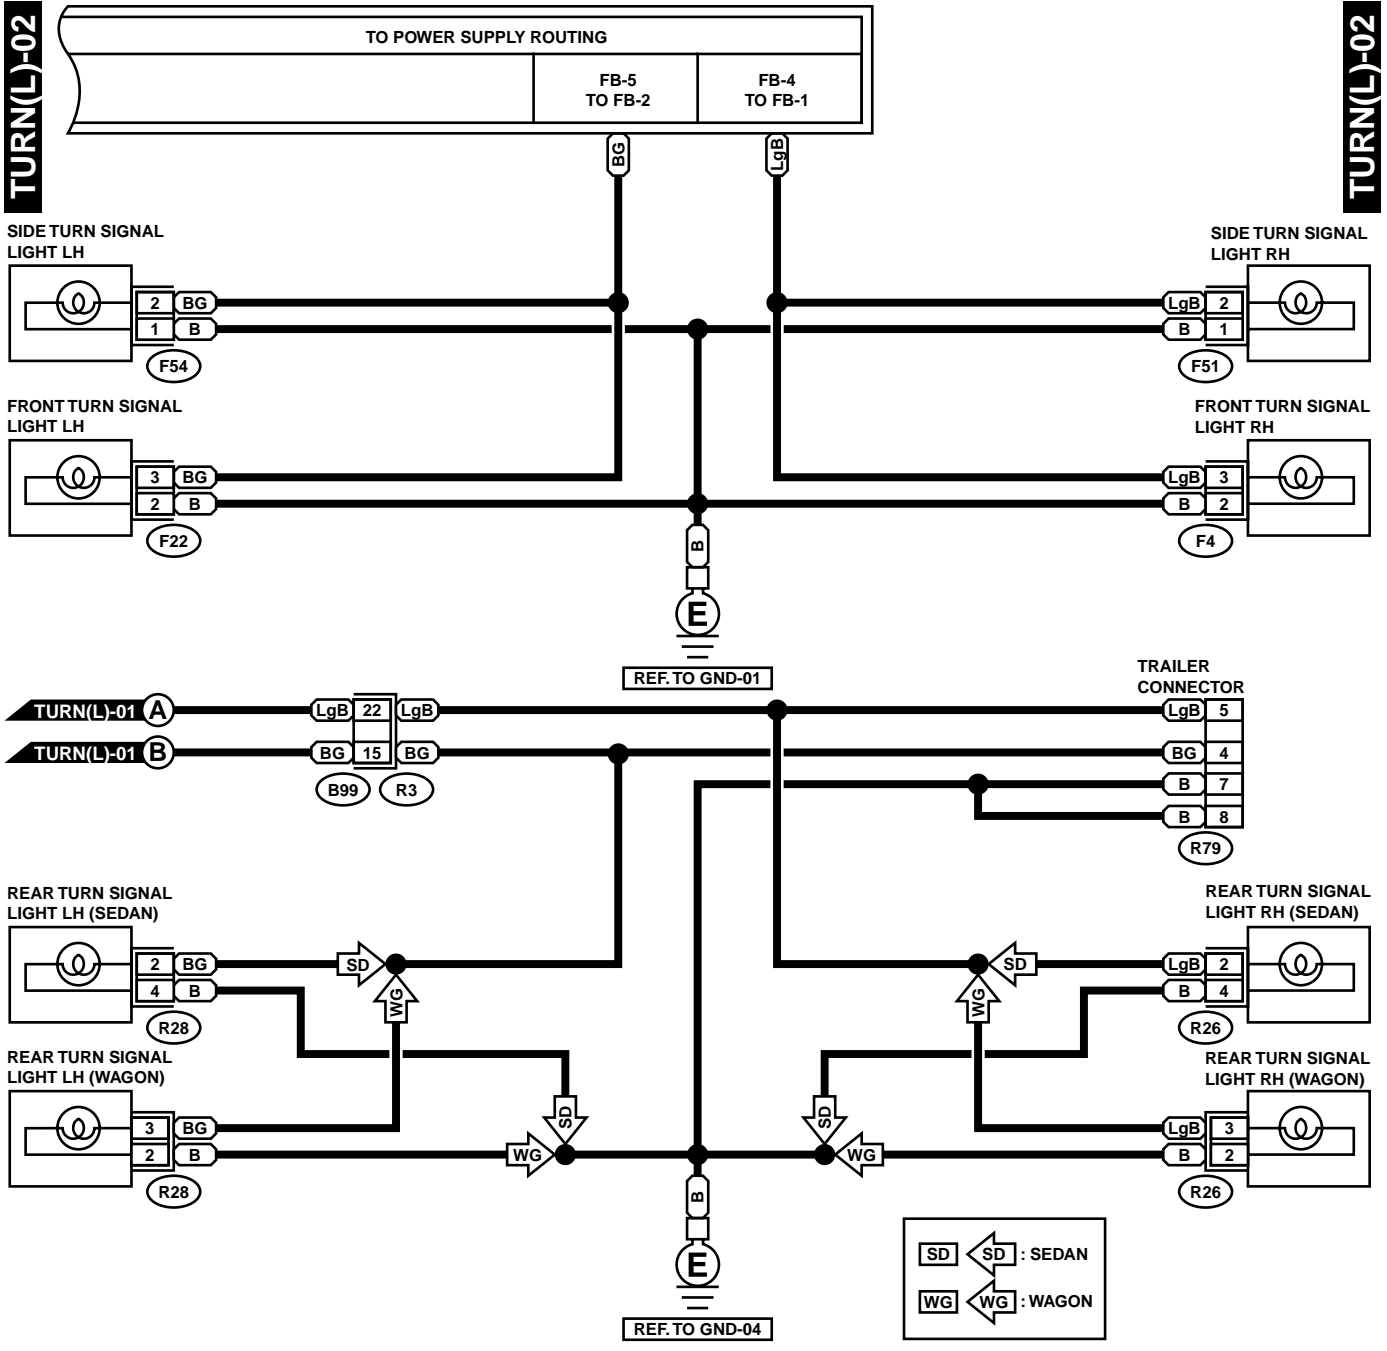 TURN(L)-02
TURN(L)-02
TO POWER SUPPLY ROUTING
FB-5
TO FB-2
FB-4
TO FB-1
BG
LgB
SIDE TURN SIGNAL
LIGHT LH
2 BG
1 B
F54
SIDE TURN SIGNAL
LIGHT RH
LgB 2
B 1
F51
FRONT TURN SIGNAL
LIGHT LH
3 BG
2 B
F22
FRONT TURN SIGNAL
LIGHT RH
LgB 3
B 2
F4
B
E
REF. TO GND-01
TURN(L)-01 A
LgB 22 LgB
TURN(L)-01 B
BG 15 BG
B99
R3
TRAILER
CONNECTOR
LgB 5
BG 4
B 7
B 8
R79
REAR TURN SIGNAL
LIGHT LH (SEDAN)
2 BG
4 B
R28
SD
WG
REAR TURN SIGNAL
LIGHT RH (SEDAN)
SD
WG
LgB 2
B 4
R26
REAR TURN SIGNAL
LIGHT LH (WAGON)
3 BG
2 B
R28
SD
WG
REAR TURN SIGNAL
LIGHT RH (WAGON)
SD
WG
LgB 3
B 2
R26
B
E
REF. TO GND-04
SD SD : SEDAN
WG WG : WAGON